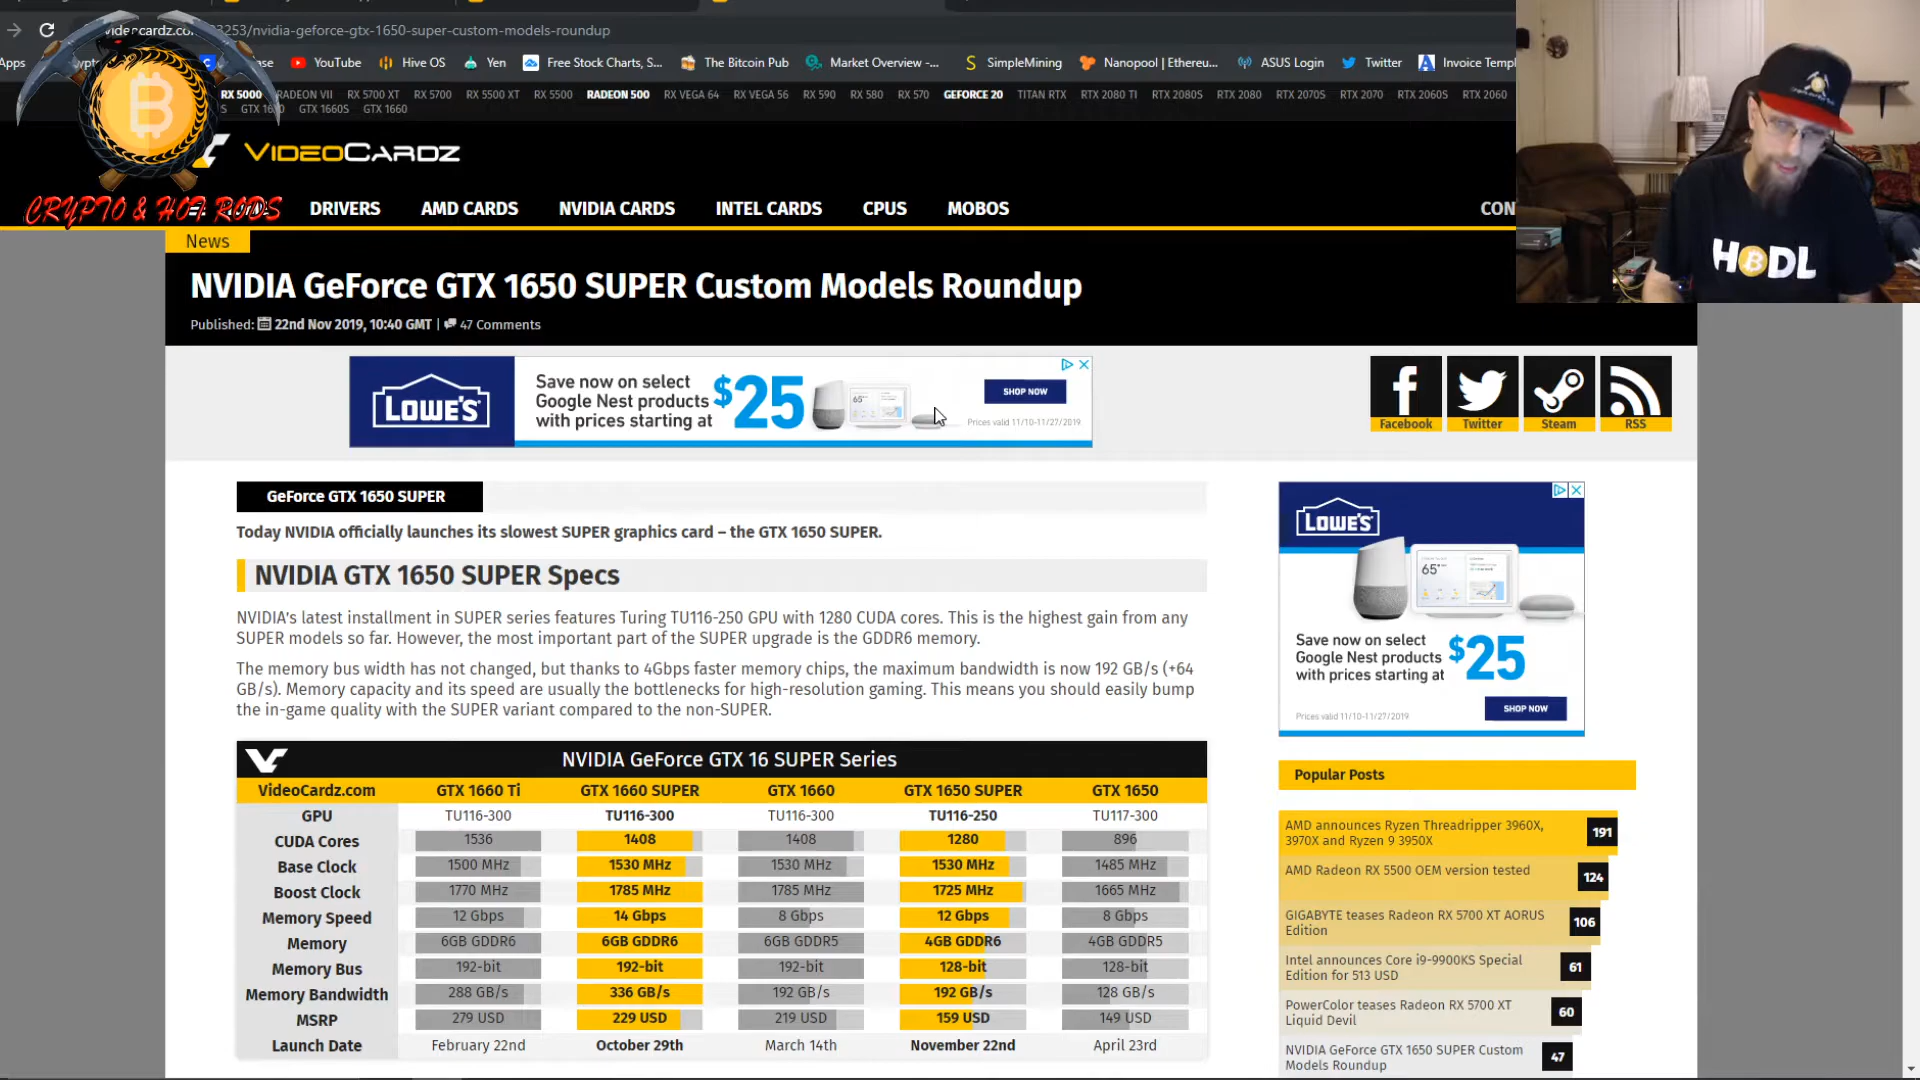 videocardz.co
3253/nvidia-geforce-gtx-1650-super-custom-models-roundup
Apps
YouTube
Hive OS
Yen
Free Stock Charts, S...
The Bitcoin Pub
Market Overview -...
SimpleMining
Nanopool | Ethereu...
ASUS Login
Twitter
Invoice Templ
RX 5000 RADEON VII RX 5700 XT RX 5700 RX 5500 XT RX 5500 RADEON 500 RX VEGA 64 RX VEGA 56 RX 590 RX 580 RX 570 GEFORCE 20 TITAN RTX RTX 2080 TI RTX 2080S RTX 2080 RTX 2070S RTX 2070 RTX 2060S RTX 2060
GTX 1660S GTX 1660
VIDEOCARDZ
CRYPTO & HOT RODS
DRIVERS AMD CARDS NVIDIA CARDS INTEL CARDS CPUS MOBOS CON
HODL
News
NVIDIA GeForce GTX 1650 SUPER Custom Models Roundup
Published: 22nd Nov 2019, 10:40 GMT | 47 Comments
LOWE'S
Save now on select
Google Nest products
with prices starting at
$25
SHOP NOW
Prices valid 11/10-11/27/2019
Facebook Twitter Steam RSS
GeForce GTX 1650 SUPER
Today NVIDIA officially launches its slowest SUPER graphics card – the GTX 1650 SUPER.
NVIDIA GTX 1650 SUPER Specs
NVIDIA's latest installment in SUPER series features Turing TU116-250 GPU with 1280 CUDA cores. This is the highest gain from any
SUPER models so far. However, the most important part of the SUPER upgrade is the GDDR6 memory.
The memory bus width has not changed, but thanks to 4Gbps faster memory chips, the maximum bandwidth is now 192 GB/s (+64
GB/s). Memory capacity and its speed are usually the bottlenecks for high-resolution gaming. This means you should easily bump
the in-game quality with the SUPER variant compared to the non-SUPER.
NVIDIA GeForce GTX 16 SUPER Series
VideoCardz.com GTX 1660 Ti GTX 1660 SUPER GTX 1660 GTX 1650 SUPER GTX 1650
GPU TU116-300 TU116-300 TU116-300 TU116-250 TU117-300
CUDA Cores 1536 1408 1408 1280 896
Base Clock 1500 MHz 1530 MHz 1530 MHz 1530 MHz 1485 MHz
Boost Clock 1770 MHz 1785 MHz 1785 MHz 1725 MHz 1665 MHz
Memory Speed 12 Gbps 14 Gbps 8 Gbps 12 Gbps 8 Gbps
Memory 6GB GDDR6 6GB GDDR6 6GB GDDR5 4GB GDDR6 4GB GDDR5
Memory Bus 192-bit 192-bit 192-bit 128-bit 128-bit
Memory Bandwidth 288 GB/s 336 GB/s 192 GB/s 192 GB/s 128 GB/s
MSRP 279 USD 229 USD 219 USD 159 USD 149 USD
Launch Date February 22nd October 29th March 14th November 22nd April 23rd
LOWE'S
65°
Save now on select
Google Nest products
with prices starting at
$25
SHOP NOW
Prices valid 11/10-11/27/2019
Popular Posts
AMD announces Ryzen Threadripper 3960X,
3970X and Ryzen 9 3950X
191
AMD Radeon RX 5500 OEM version tested
124
GIGABYTE teases Radeon RX 5700 XT AORUS
Edition
106
Intel announces Core i9-9900KS Special
Edition for 513 USD
61
PowerColor teases Radeon RX 5700 XT
Liquid Devil
60
NVIDIA GeForce GTX 1650 SUPER Custom
Models Roundup
47